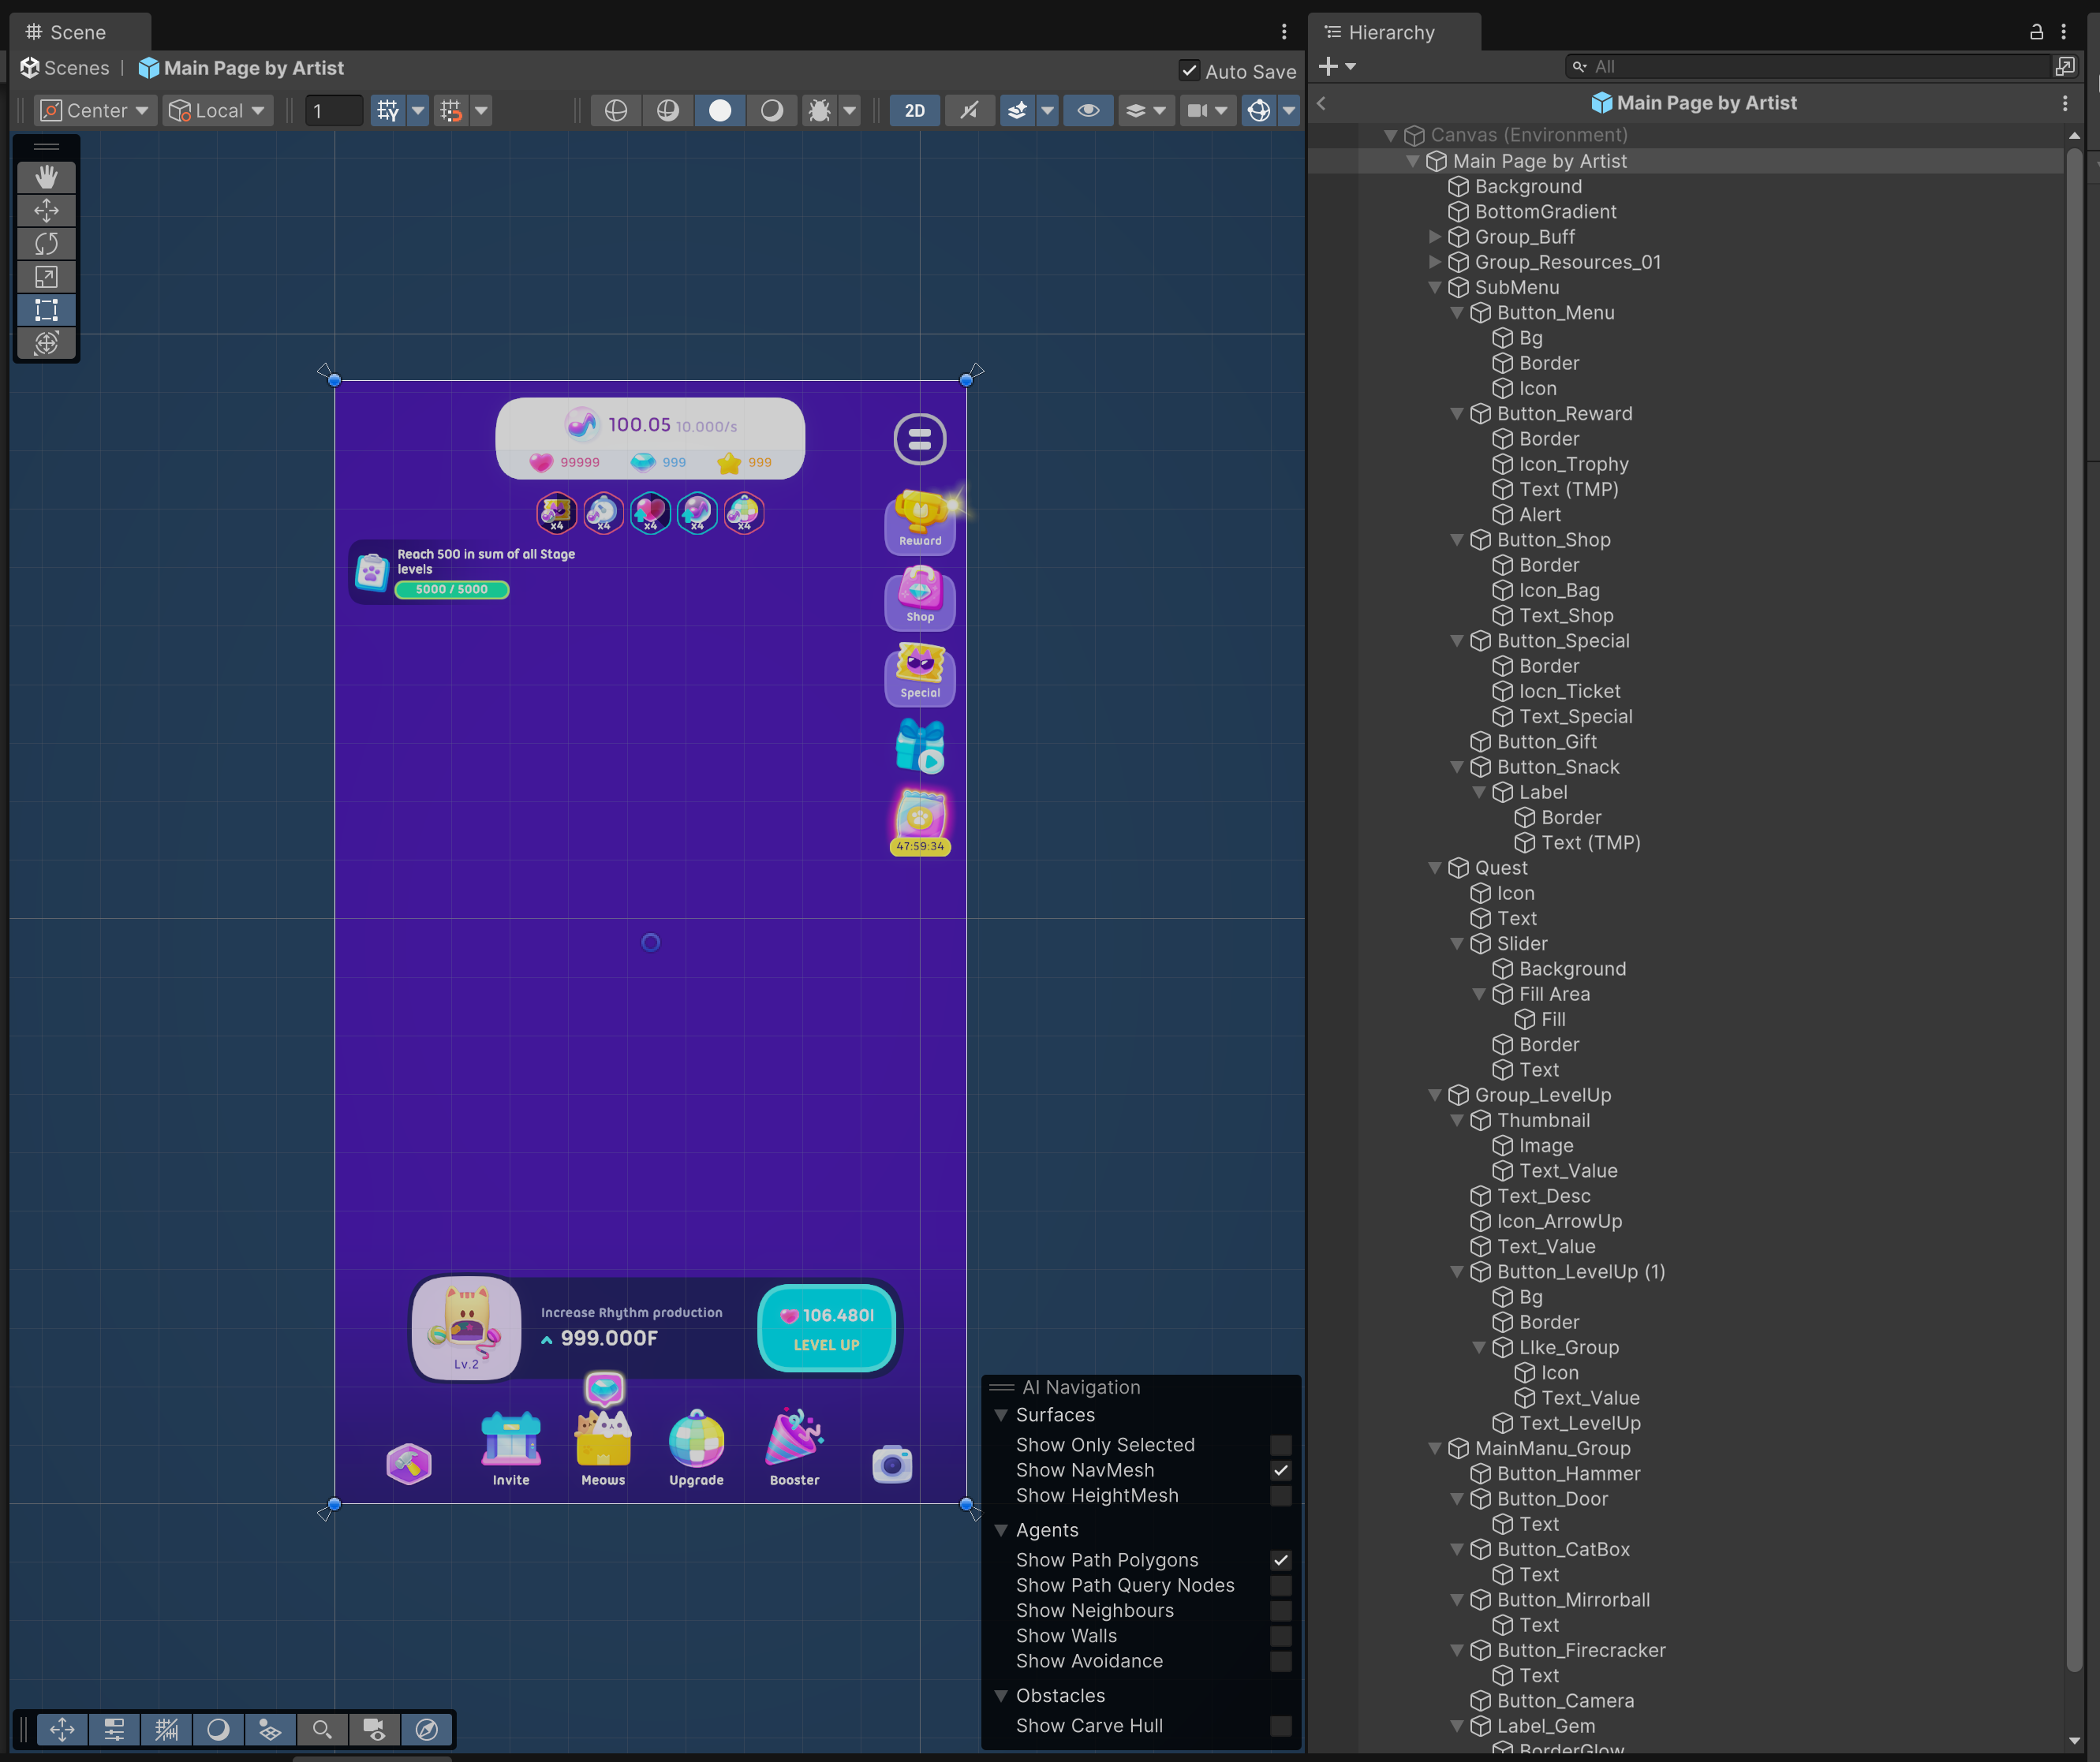 Scene
Scenes | Main Page by Artist
Auto Save
Center
Local
1
2D
100.05 10.000/s
99999
999
999
x4
x4
x4
x4
x4
Reach 500 in sum of all Stage
levels
5000 / 5000
Reward
Shop
Special
47:59:34
Lv.2
Increase Rhythm production
999.000F
106.480I
LEVEL UP
Invite
Meows
Upgrade
Booster
AI Navigation
Surfaces
Show Only Selected
Show NavMesh
Show HeightMesh
Agents
Show Path Polygons
Show Path Query Nodes
Show Neighbours
Show Walls
Show Avoidance
Obstacles
Show Carve Hull
Hierarchy
All
Main Page by Artist
Canvas (Environment)
Main Page by Artist
Background
BottomGradient
Group_Buff
Group_Resources_01
SubMenu
Button_Menu
Bg
Border
Icon
Button_Reward
Border
Icon_Trophy
Text (TMP)
Alert
Button_Shop
Border
Icon_Bag
Text_Shop
Button_Special
Border
Iocn_Ticket
Text_Special
Button_Gift
Button_Snack
Label
Border
Text (TMP)
Quest
Icon
Text
Slider
Background
Fill Area
Fill
Border
Text
Group_LevelUp
Thumbnail
Image
Text_Value
Text_Desc
Icon_ArrowUp
Text_Value
Button_LevelUp (1)
Bg
Border
LIke_Group
Icon
Text_Value
Text_LevelUp
MainManu_Group
Button_Hammer
Button_Door
Text
Button_CatBox
Text
Button_Mirrorball
Text
Button_Firecracker
Text
Button_Camera
Label_Gem
BorderGlow